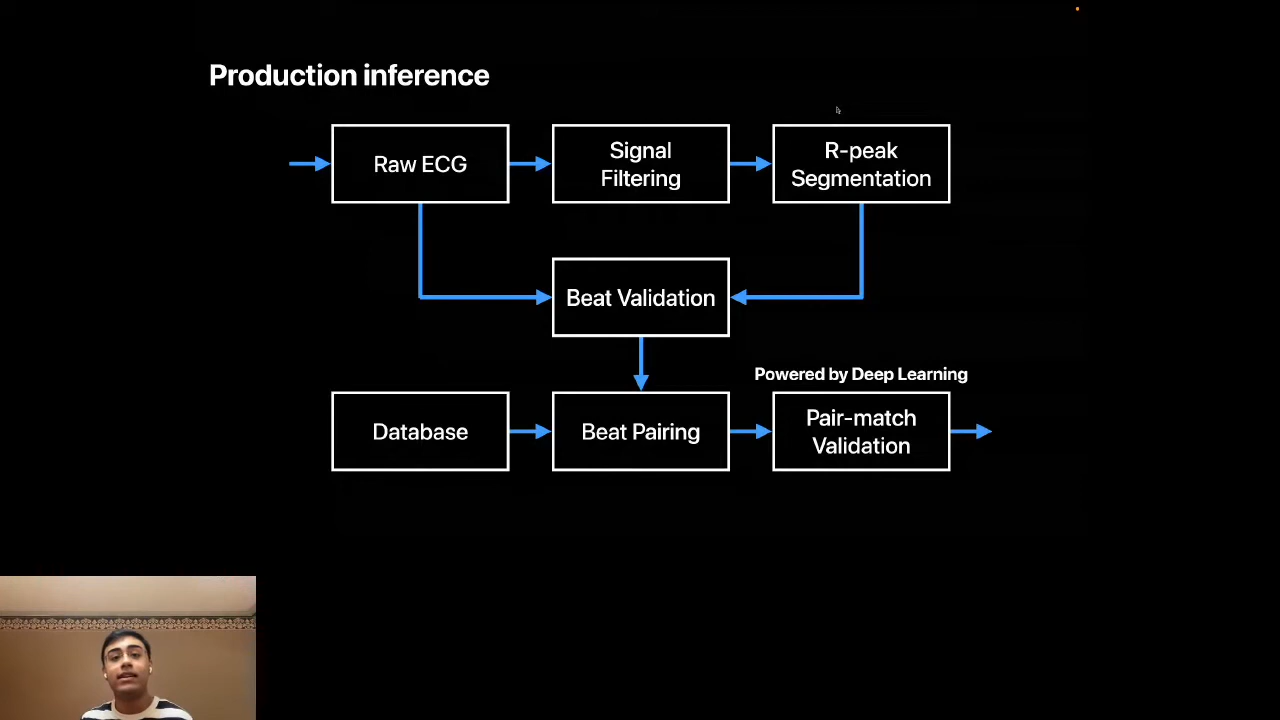 Production inference
Raw ECG
Signal
Filtering
R-peak
Segmentation
Beat Validation
Powered by Deep Learning
Database
Beat Pairing
Pair-match
Validation